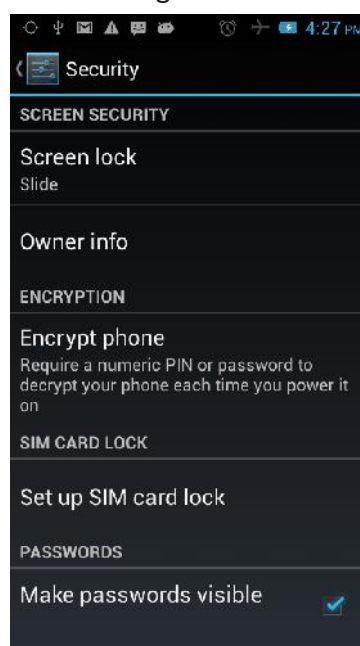 4:27 PM
Security
SCREEN SECURITY
Screen lock
Slide
Owner info
ENCRYPTION
Encrypt phone
Require a numeric PIN or password to
decrypt your phone each time you power it
on
SIM CARD LOCK
Set up SIM card lock
PASSWORDS
Make passwords visible